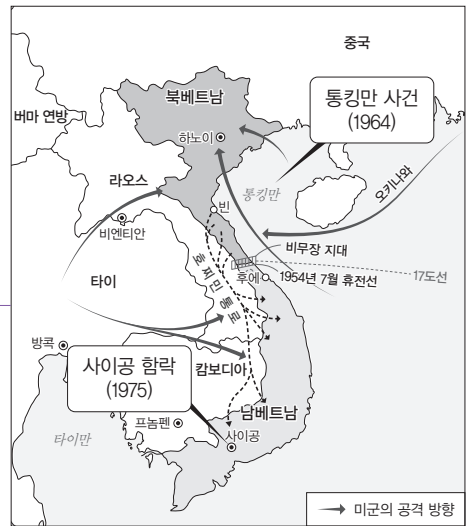 중국
북베트남
통킹만 사건
(1964)
버마 연방
하노이
라오스
통킹만
오키나와
빈
비엔티안
비무장 지대
후에
1954년 7월 휴전선
17도선
타이
호찌민 통로
방콕
사이공 함락
(1975)
캄보디아
남베트남
프놈펜
사이공
타이만
미군의 공격 방향